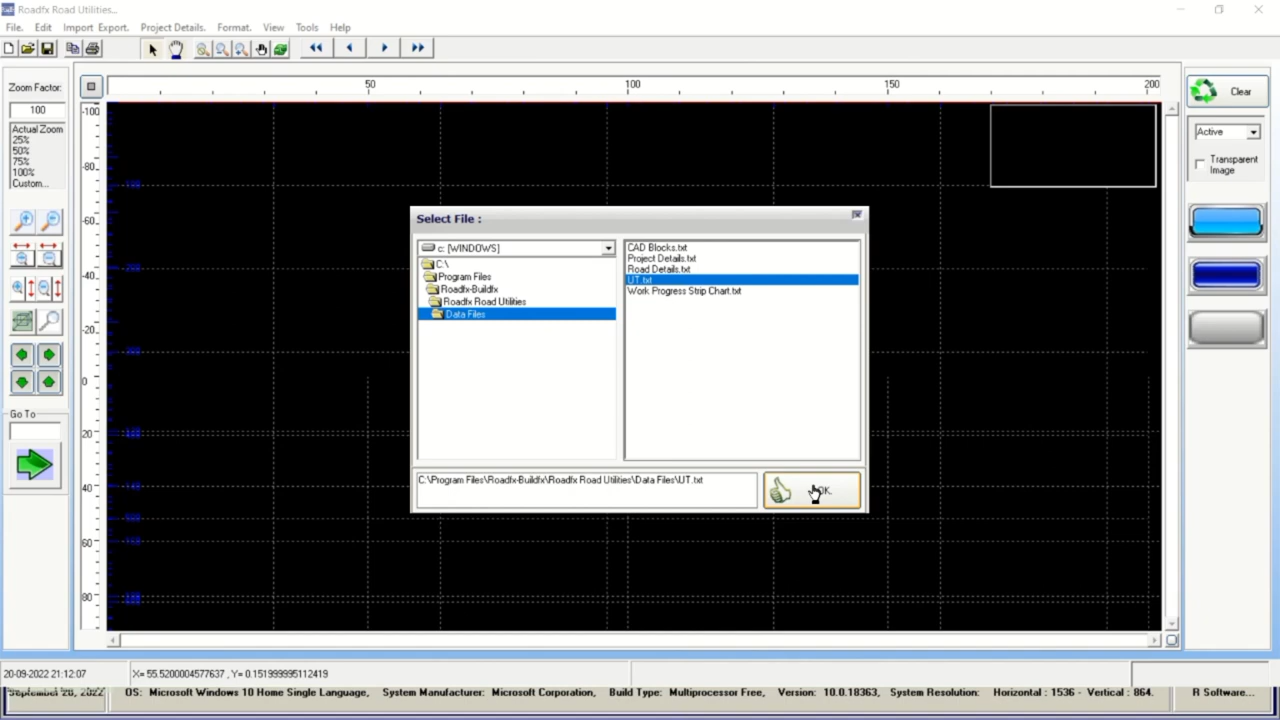 Roadfx Road Utilities...
File. Edit Import Export. Project Details. Format. View Tools Help
Zoom Factor:
100
Actual Zoom
25%
50%
75%
100%
Custom...
Go To
50 100 150 200
-100
-80
-60
-40
-20
0
20
40
60
80
Select File :
c: [WINDOWS]
C:\
Program Files
Roadfx-Buildfx
Roadfx Road Utilities
Data Files
CAD Blocks.txt
Project Details.txt
Road Details.txt
UT.txt
Work Progress Strip Chart.txt
C:\Program Files\Roadfx-Buildfx\Roadfx Road Utilities\Data Files\UT.txt
OK.
Clear
Active
Transparent
Image
20-09-2022 21:12:07 X= 55.5200004577637 , Y= 0.151999995112419
September 20, 2022 OS: Microsoft Windows 10 Home Single Language, System Manufacturer: Microsoft Corporation, Build Type: Multiprocessor Free, Version: 10.0.18363, System Resolution: Horizontal : 1536 - Vertical : 864. R Software...